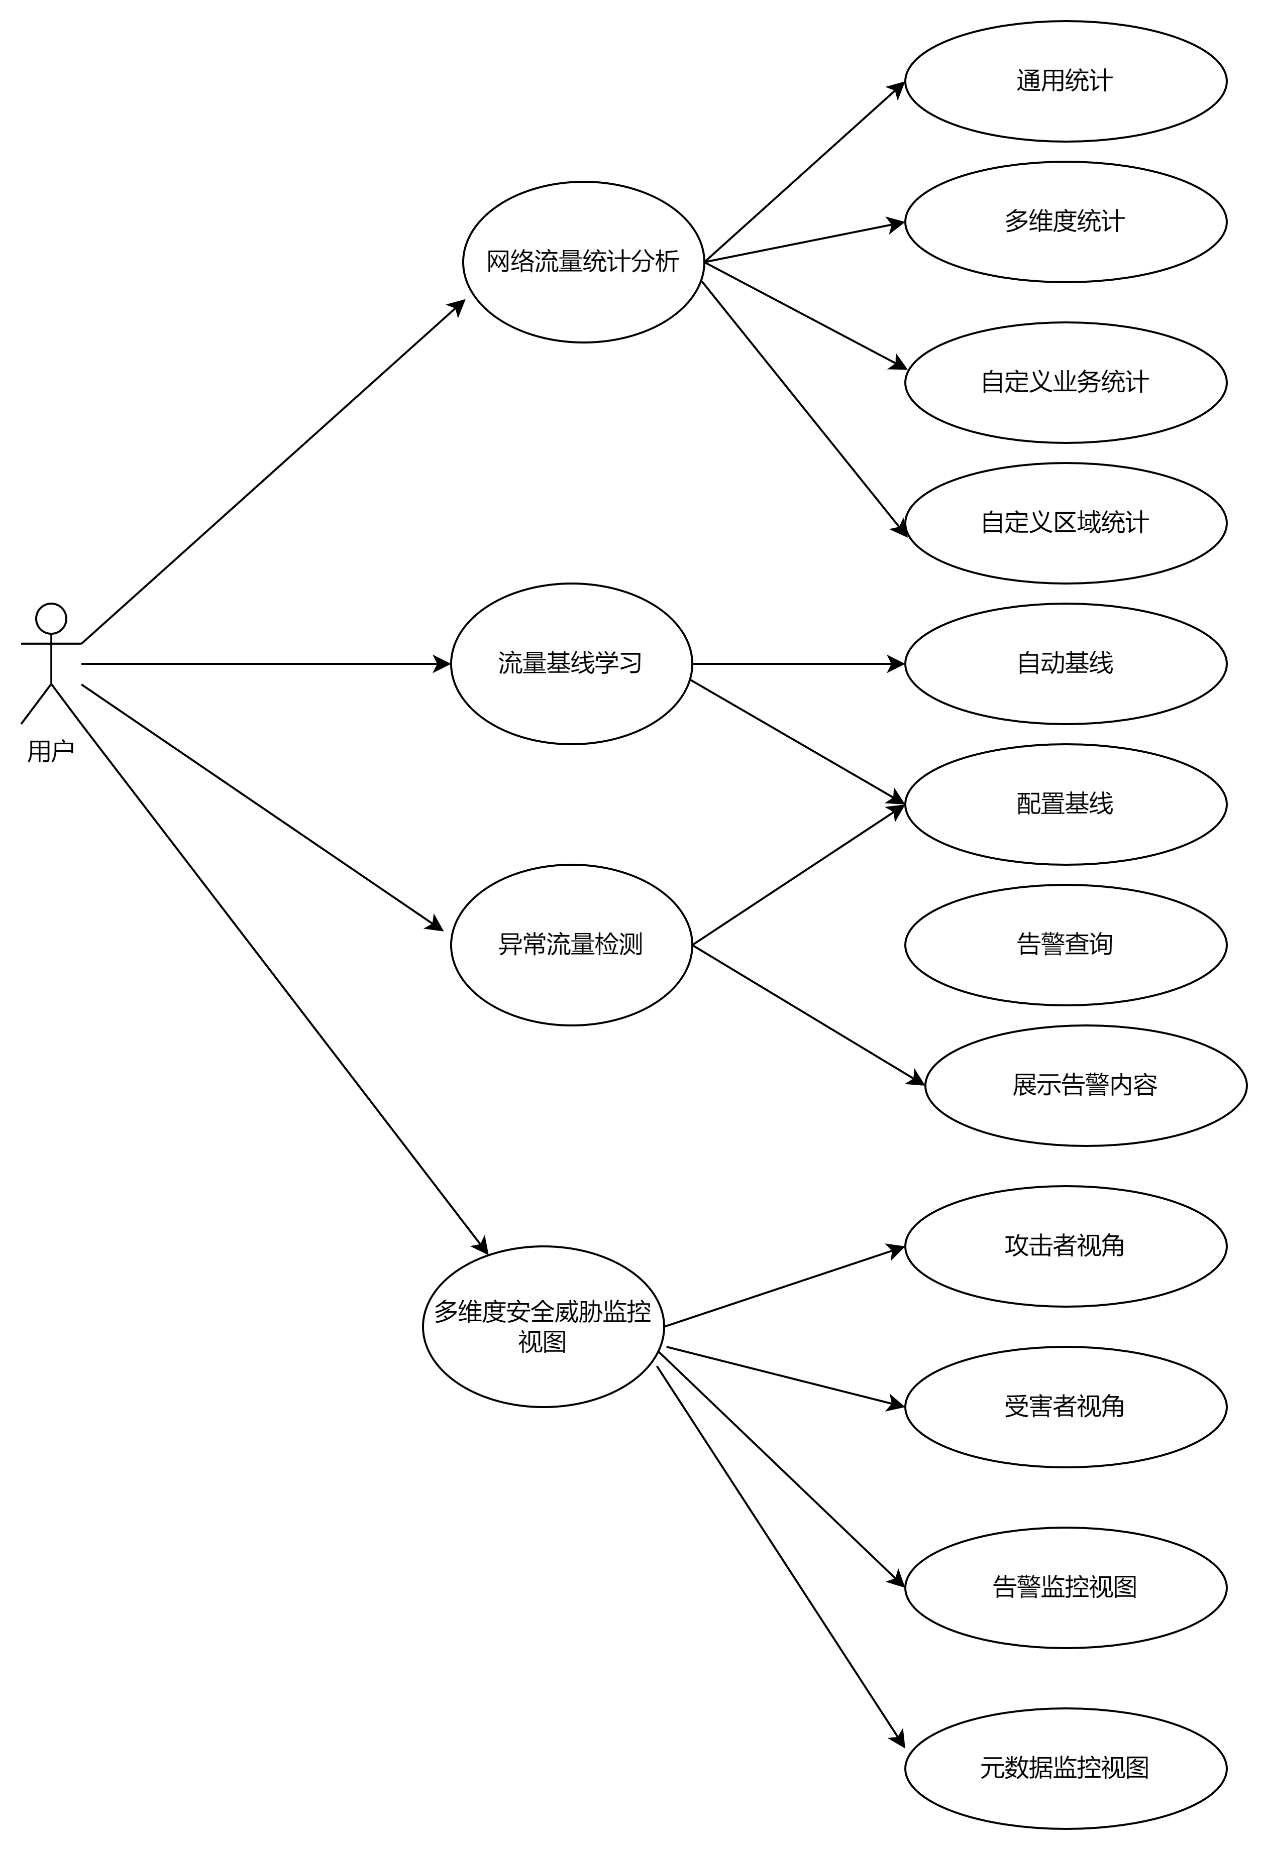 通用统计
多维度统计
网络流量统计分析
自定义业务统计
自定义区域统计
用户
流量基线学习
自动基线
配置基线
异常流量检测
告警查询
展示告警内容
多维度安全威胁监控
视图
攻击者视角
受害者视角
告警监控视图
元数据监控视图